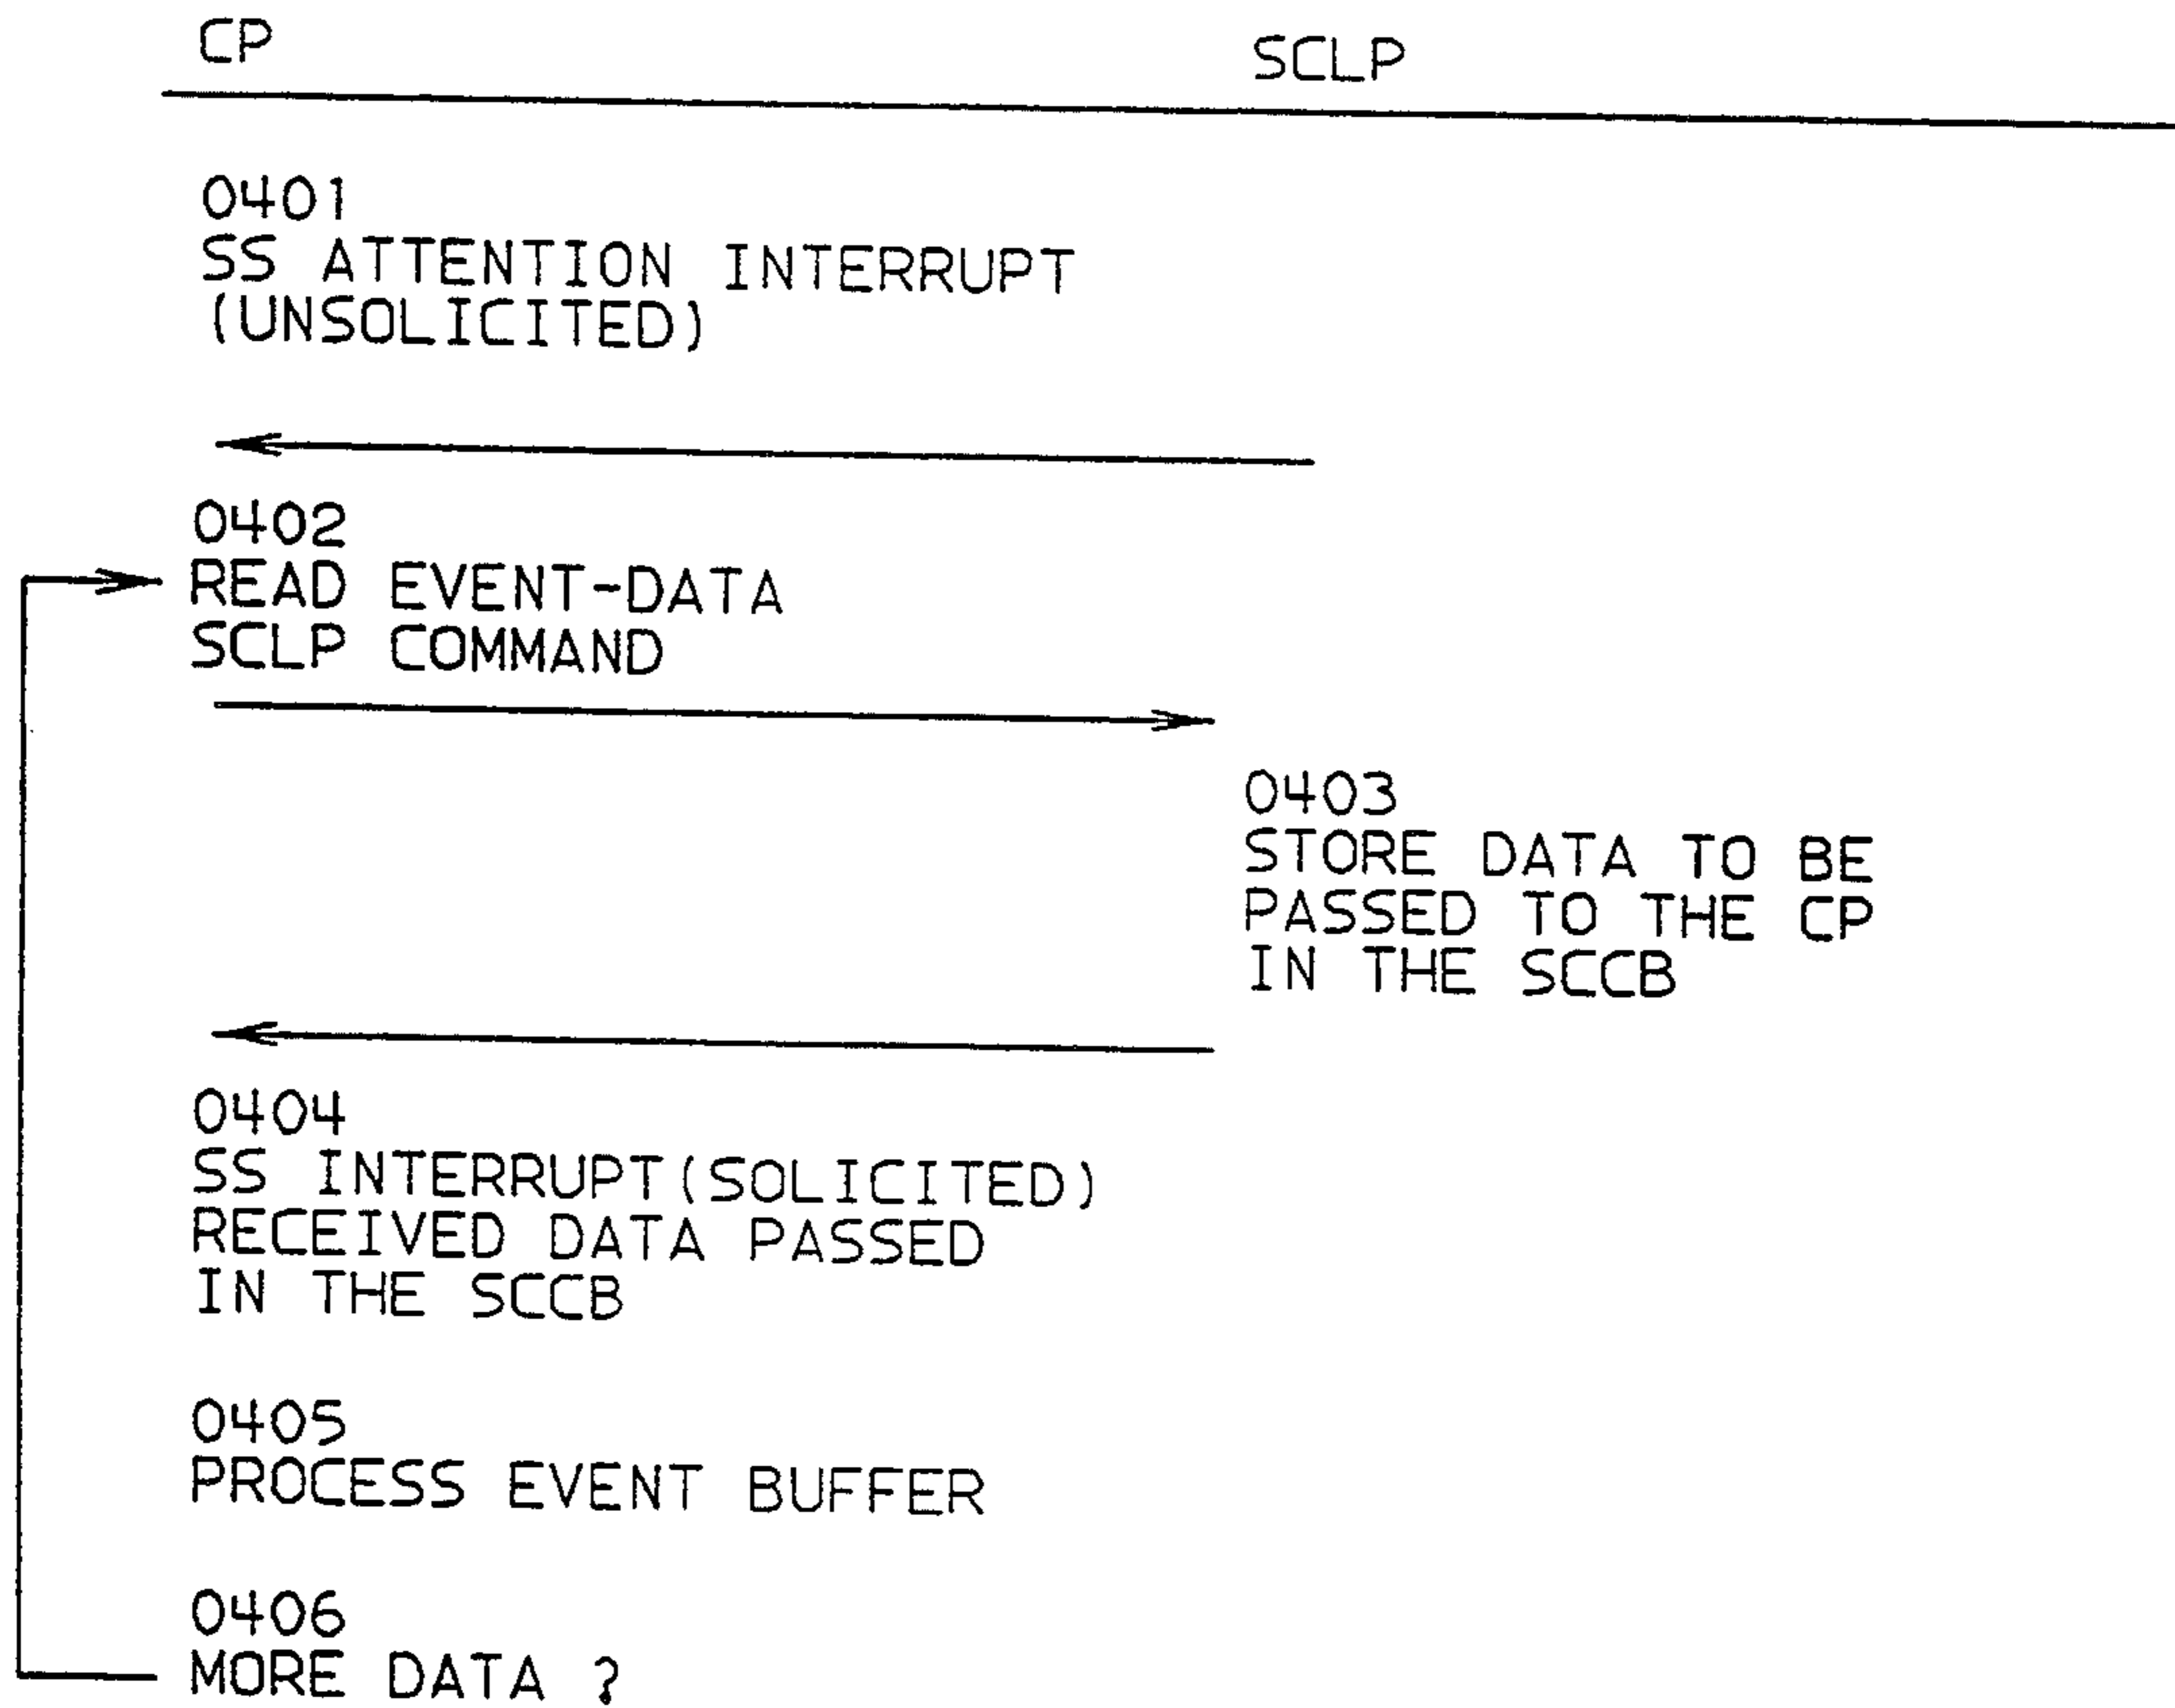 CP
SCLP
0401
SS ATTENTION INTERRUPT
(UNSOLICITED)
0402
READ EVENT-DATA
SCLP COMMAND
0403
STORE DATA TO BE
PASSED TO THE CP
IN THE SCCB
0404
SS INTERRUPT(SOLICITED)
RECEIVED DATA PASSED
IN THE SCCB
0405
PROCESS EVENT BUFFER
0406
MORE DATA ?